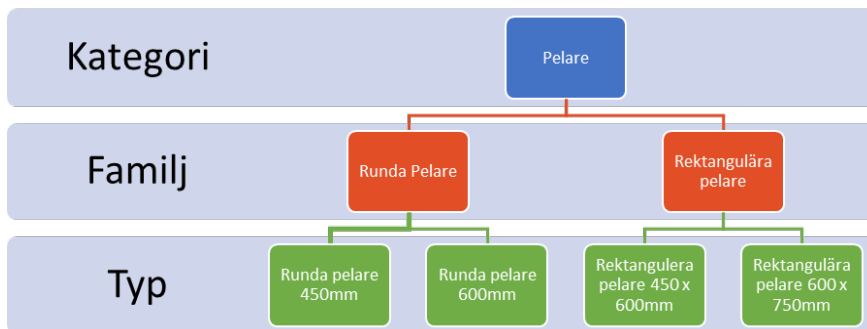 Kategori
Pelare
Familj
Runda Pelare
Rektangulära
pelare
Typ
Runda pelare
450mm
Runda pelare
600mm
Rektangulera
pelare 450 x
600mm
Rektangulära
pelare 600 x
750mm